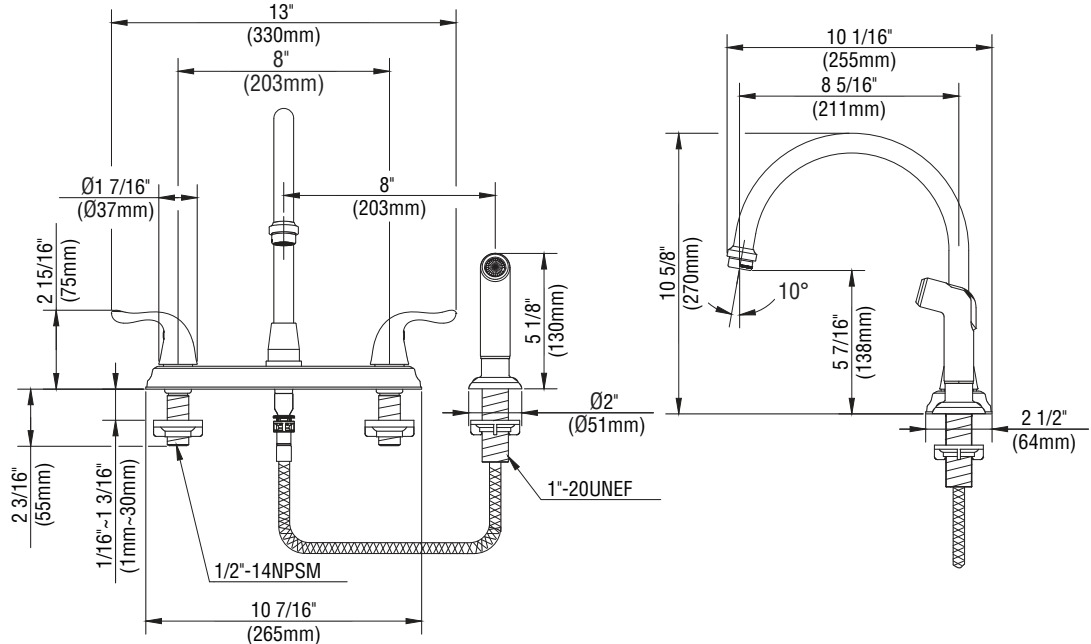 13"
(330mm)
8"
(203mm)
Ø1 7/16"
(Ø37mm)
8"
(203mm)
2 15/16"
(75mm)
5 1/8"
(130mm)
Ø2"
(Ø51mm)
2 3/16"
(55mm)
1/16"~1 3/16"
(1mm~30mm)
1"-20UNEF
1/2"-14NPSM
10 7/16"
(265mm)
10 1/16"
(255mm)
8 5/16"
(211mm)
10 5/8"
(270mm)
10°
5 7/16"
(138mm)
2 1/2"
(64mm)